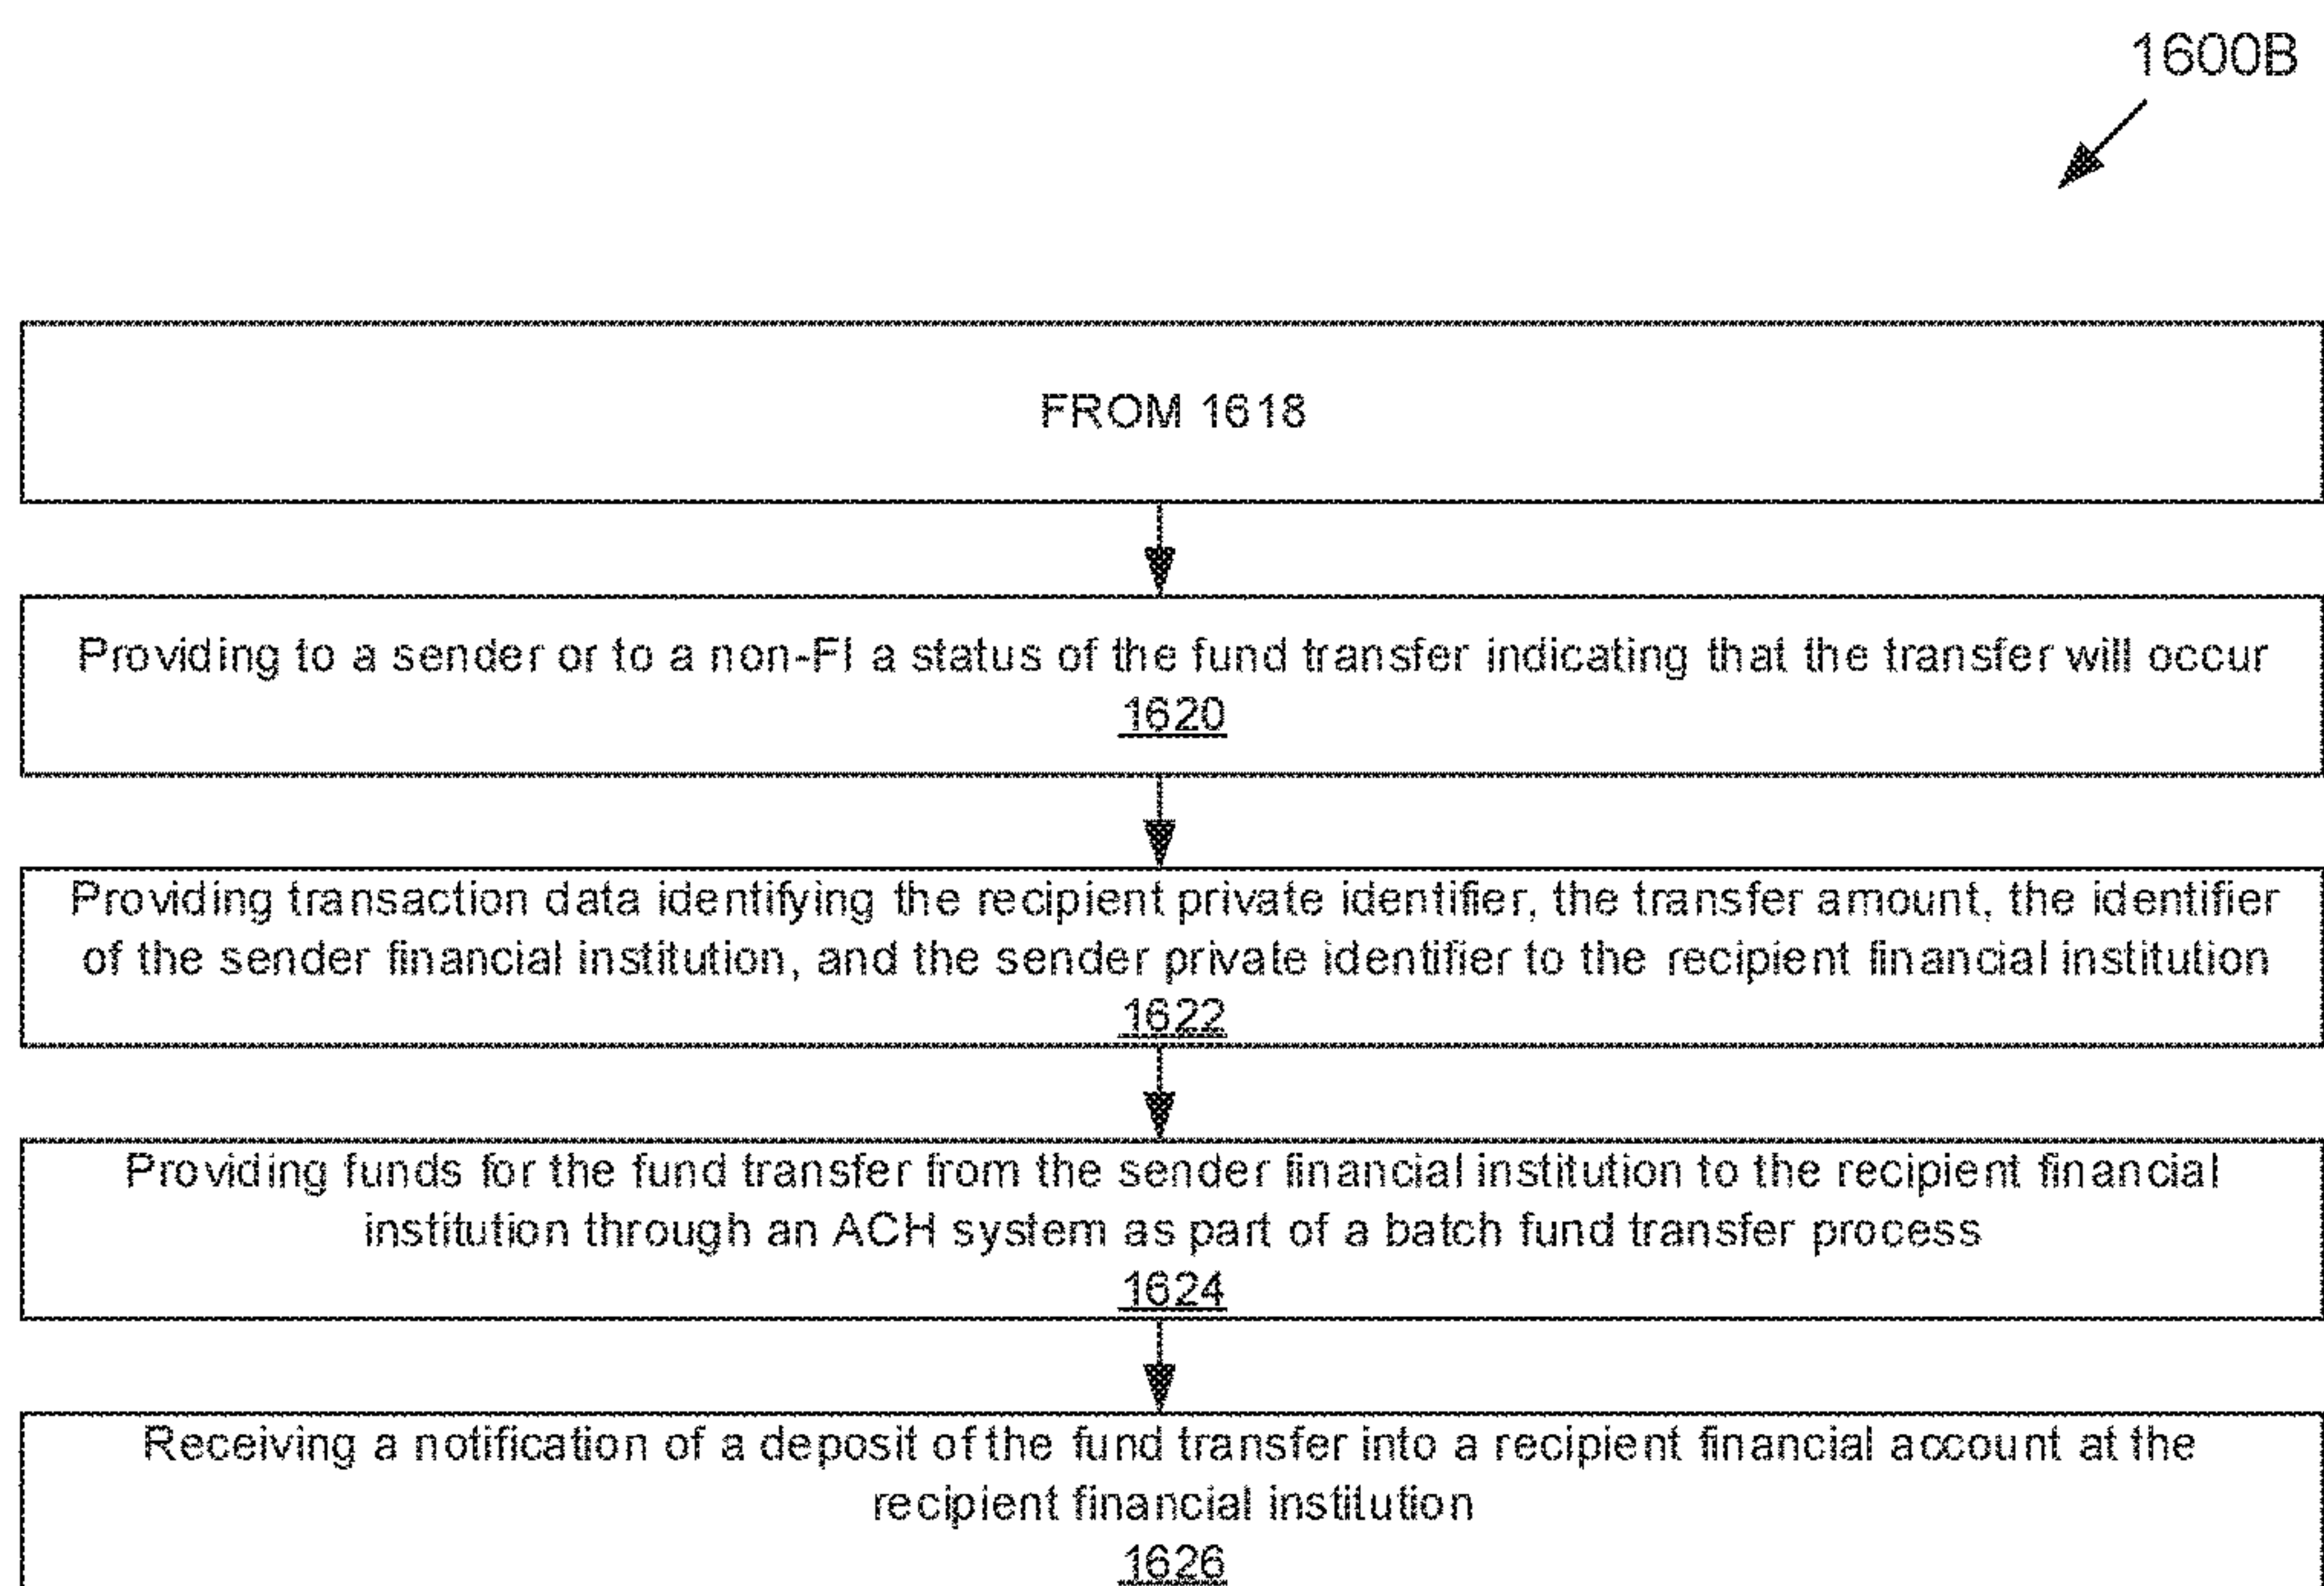 1600B
FROM 1618
Providing to a sender or to a non-FI a status of the fund transfer indicating that the transfer will occur
1620
Providing transaction data identifying the recipient private identifier, the transfer amount, the identifier
of the sender financial institution, and the sender private identifier to the recipient financial institution
1622
Providing funds for the fund transfer from the sender financial institution to the recipient financial
institution through an ACH system as part of a batch fund transfer process
1624
Receiving a notification of a deposit of the fund transfer into a recipient financial account at the
recipient financial institution
1626